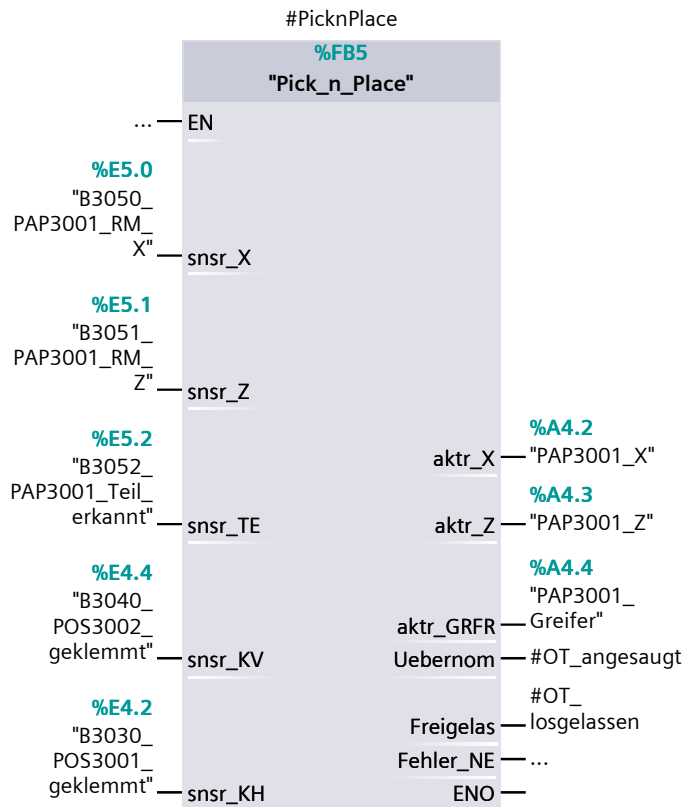 #PicknPlace
%FB5
"Pick_n_Place"
... EN
%E5.0
"B3050_
PAP3001_RM_
X"
snsr_X
%E5.1
"B3051_
PAP3001_RM_
Z"
snsr_Z
%E5.2
"B3052_
PAP3001_Teil_
erkannt"
snsr_TE
%E4.4
"B3040_
POS3002_
geklemmt"
snsr_KV
%E4.2
"B3030_
POS3001_
geklemmt"
snsr_KH
%A4.2
aktr_X "PAP3001_X"
%A4.3
aktr_Z "PAP3001_Z"
%A4.4
"PAP3001_
aktr_GRFR Greifer"
Uebernom #OT_angesaugt
#OT_
Freigelas losgelassen
Fehler_NE ...
ENO